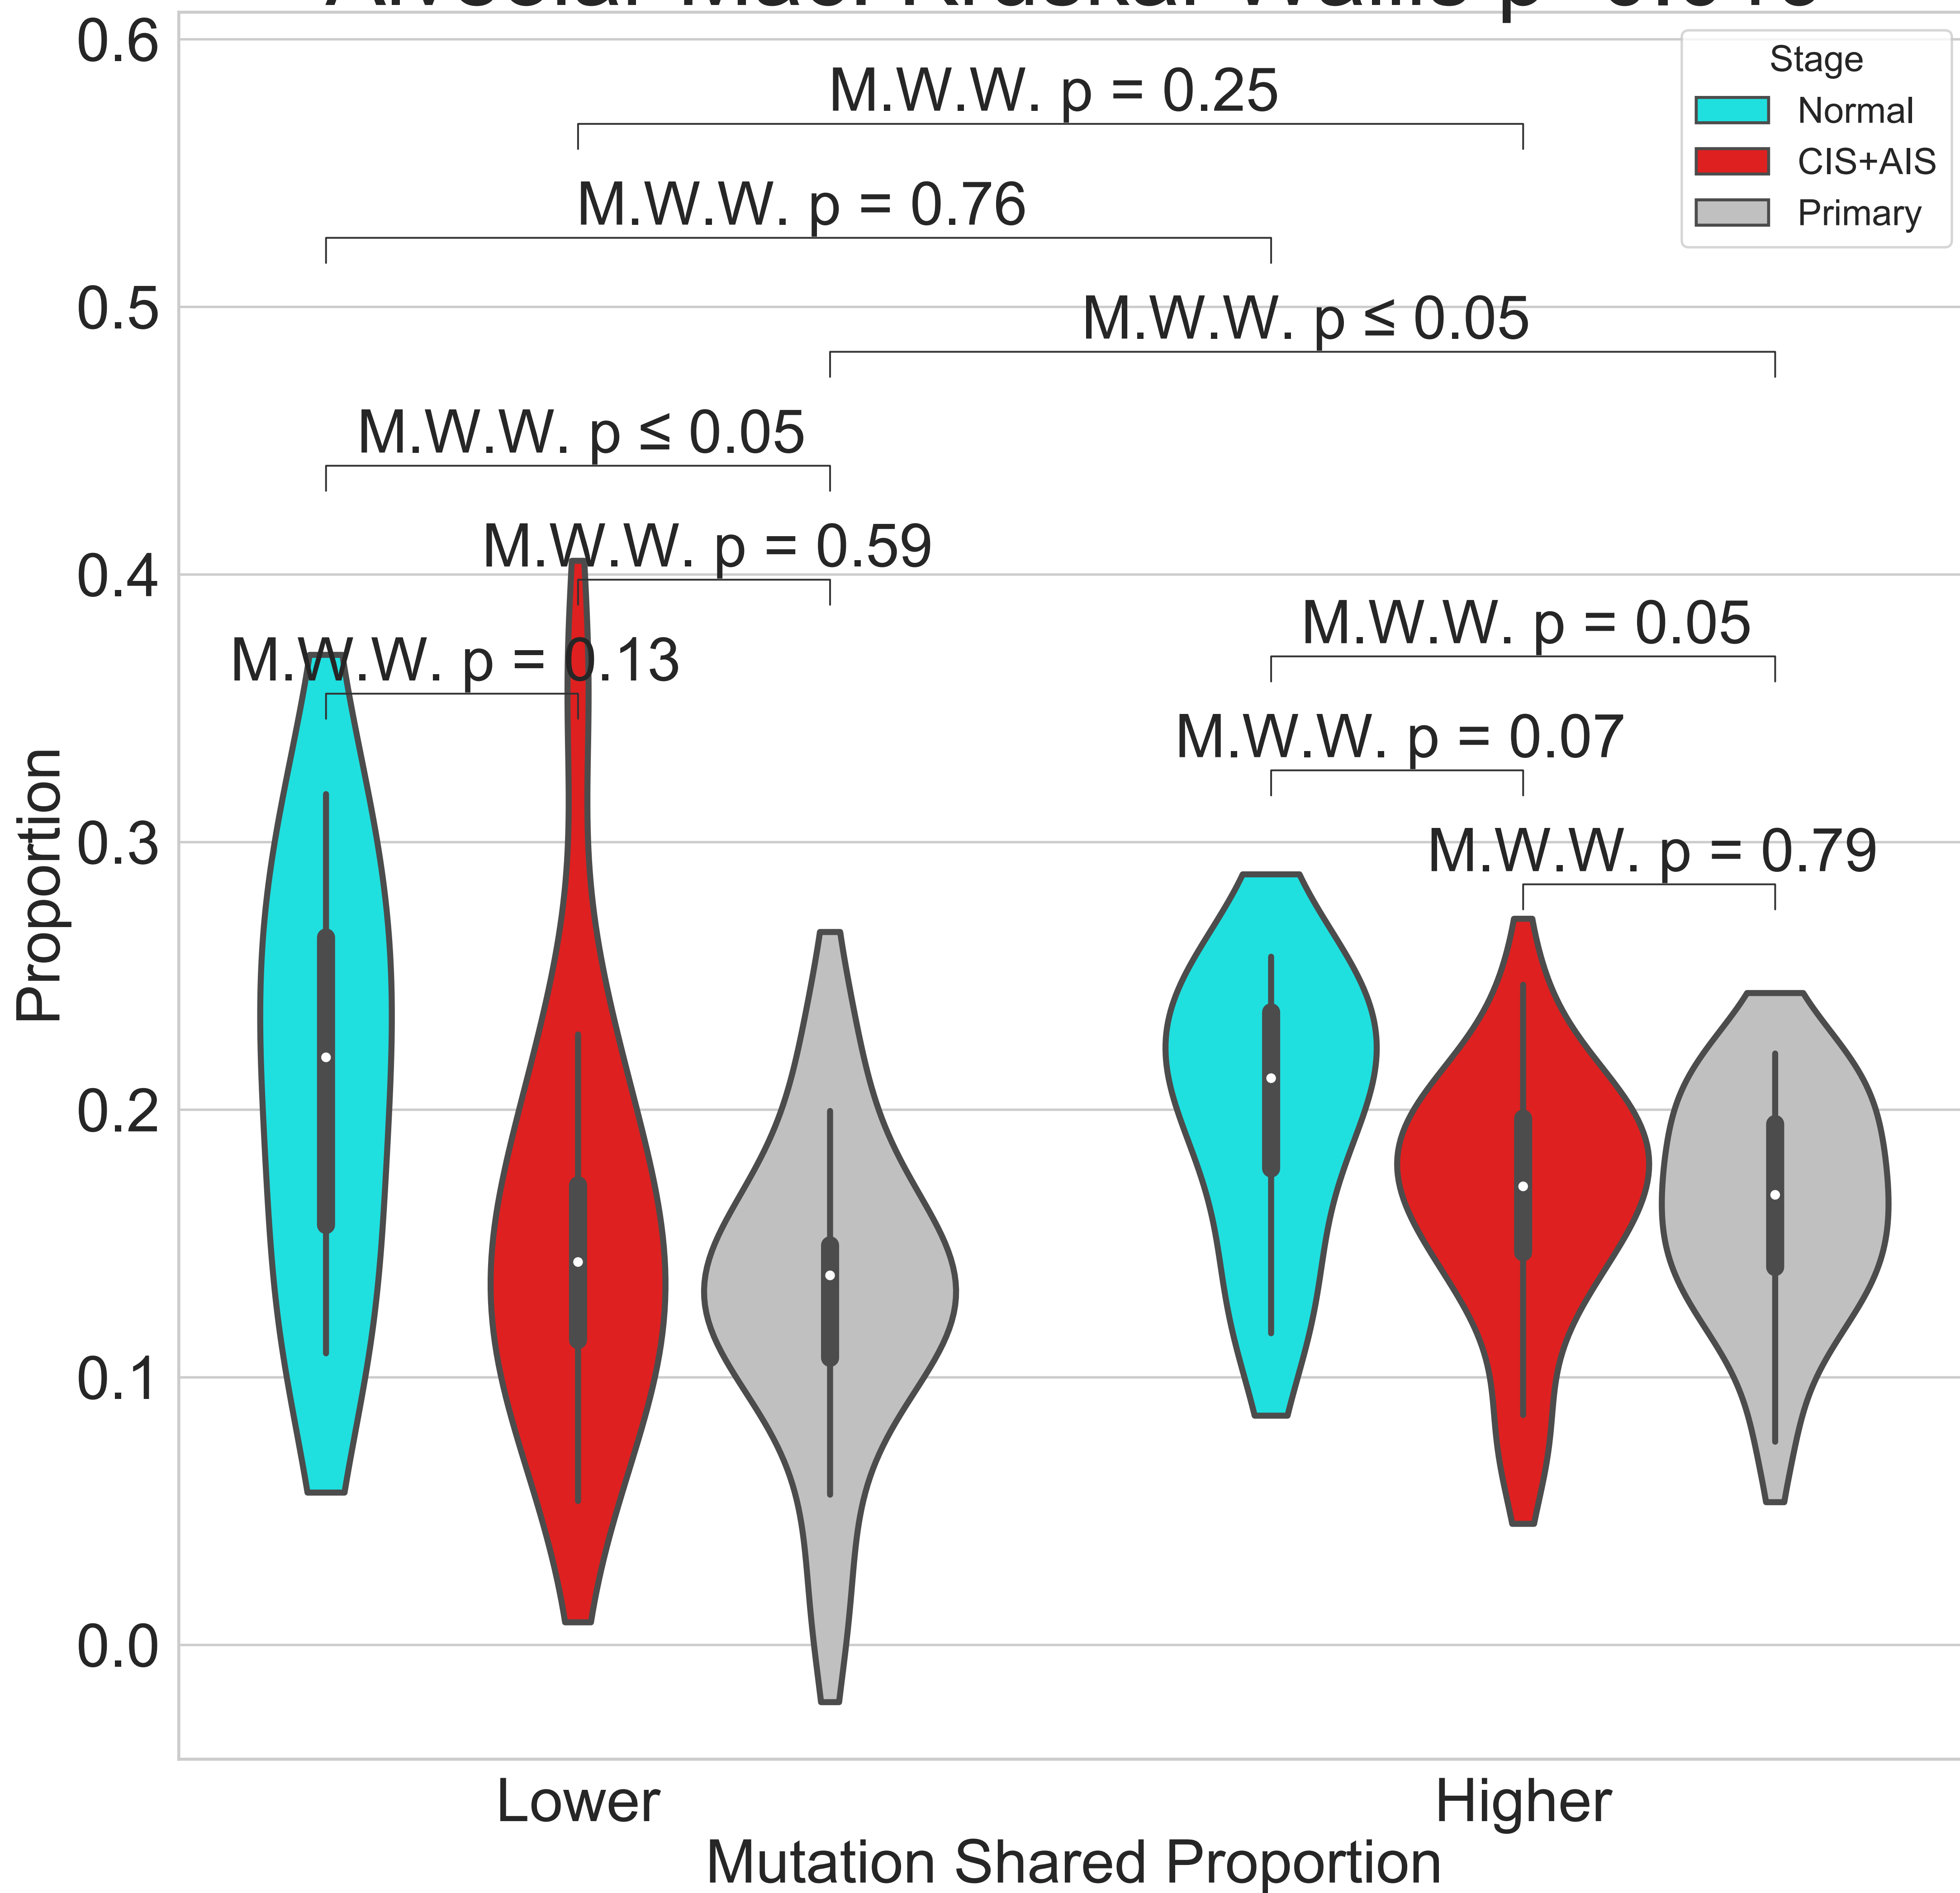 0.6
0.5
0.4
0.3
0.2
0.1
0.0
Proportion
Stage
Normal
CIS+AIS
Primary
M.W.W. p = 0.25
M.W.W. p = 0.76
M.W.W. p ≤ 0.05
M.W.W. p ≤ 0.05
M.W.W. p = 0.59
M.W.W. p = 0.13
M.W.W. p = 0.05
M.W.W. p = 0.07
M.W.W. p = 0.79
Lower
Higher
Mutation Shared Proportion